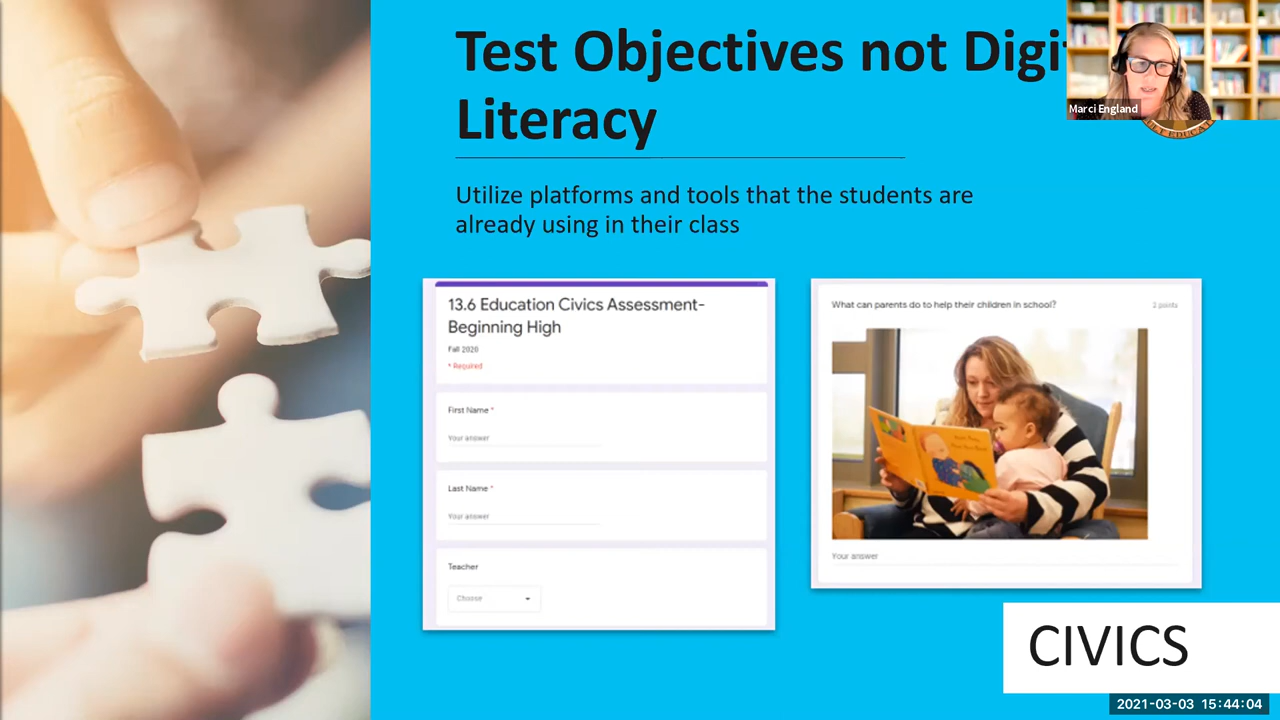 Test Objectives not Digit
Literacy
Marci England
Utilize platforms and tools that the students are
already using in their class
13.6 Education Civics Assessment-
Beginning High
Fall 2020
* Required
First Name *
Your answer
Last Name *
Your answer
Teacher
Choose
What can parents do to help their children in school?
2 points
Your answer
CIVICS
2021-03-03 15:44:04